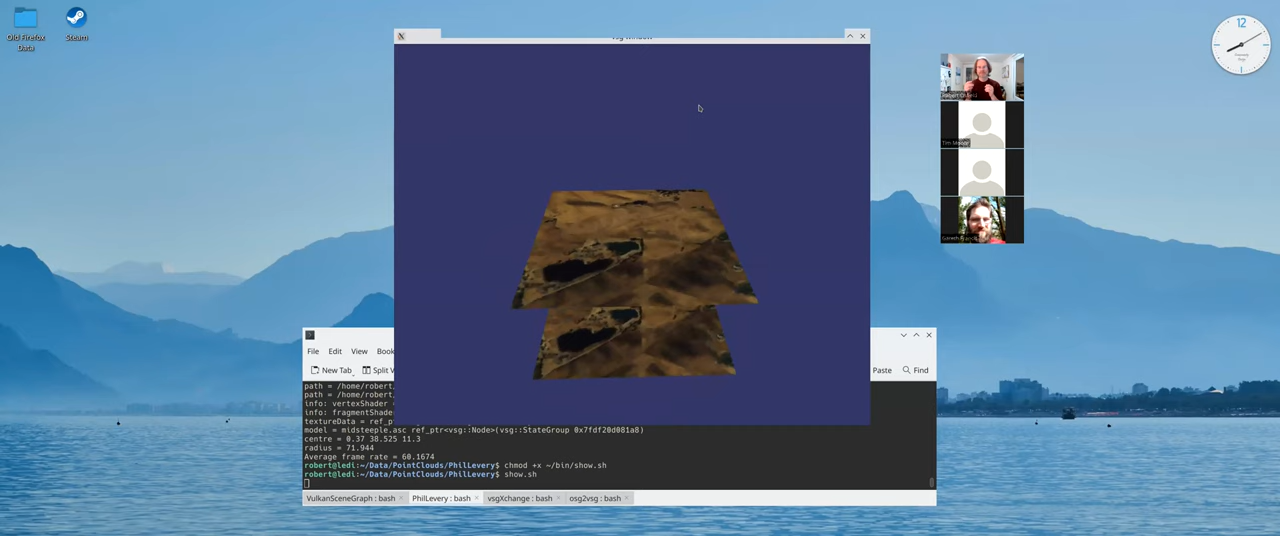 Old Firefox
Data
Steam
vsg window
12
Tim Moore
File Edit View Book
New Tab Split V
Paste Find
path = /home/robert
path = /home/robert
info: vertexShader
info: fragmentShade
textureData = ref_p
model = midsteeple.asc ref_ptr<vsg::Node>(vsg::StateGroup 0x7fdf20d081a8)
centre = 0.37 38.525 11.3
radius = 71.944
Average frame rate = 60.1674
robert@ledi:~/Data/PointClouds/PhilLevery$ chmod +x ~/bin/show.sh
robert@ledi:~/Data/PointClouds/PhilLevery$ show.sh
VulkanSceneGraph : bash PhilLevery : bash vsgXchange : bash osg2vsg : bash